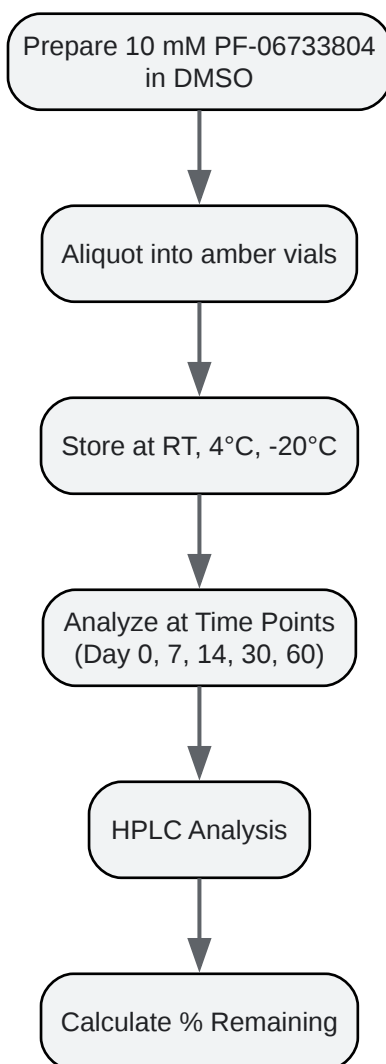 Prepare 10 mM PF-06733804
in DMSO
Aliquot into amber vials
Store at RT, 4°C, -20°C
Analyze at Time Points
(Day 0, 7, 14, 30, 60)
HPLC Analysis
Calculate % Remaining